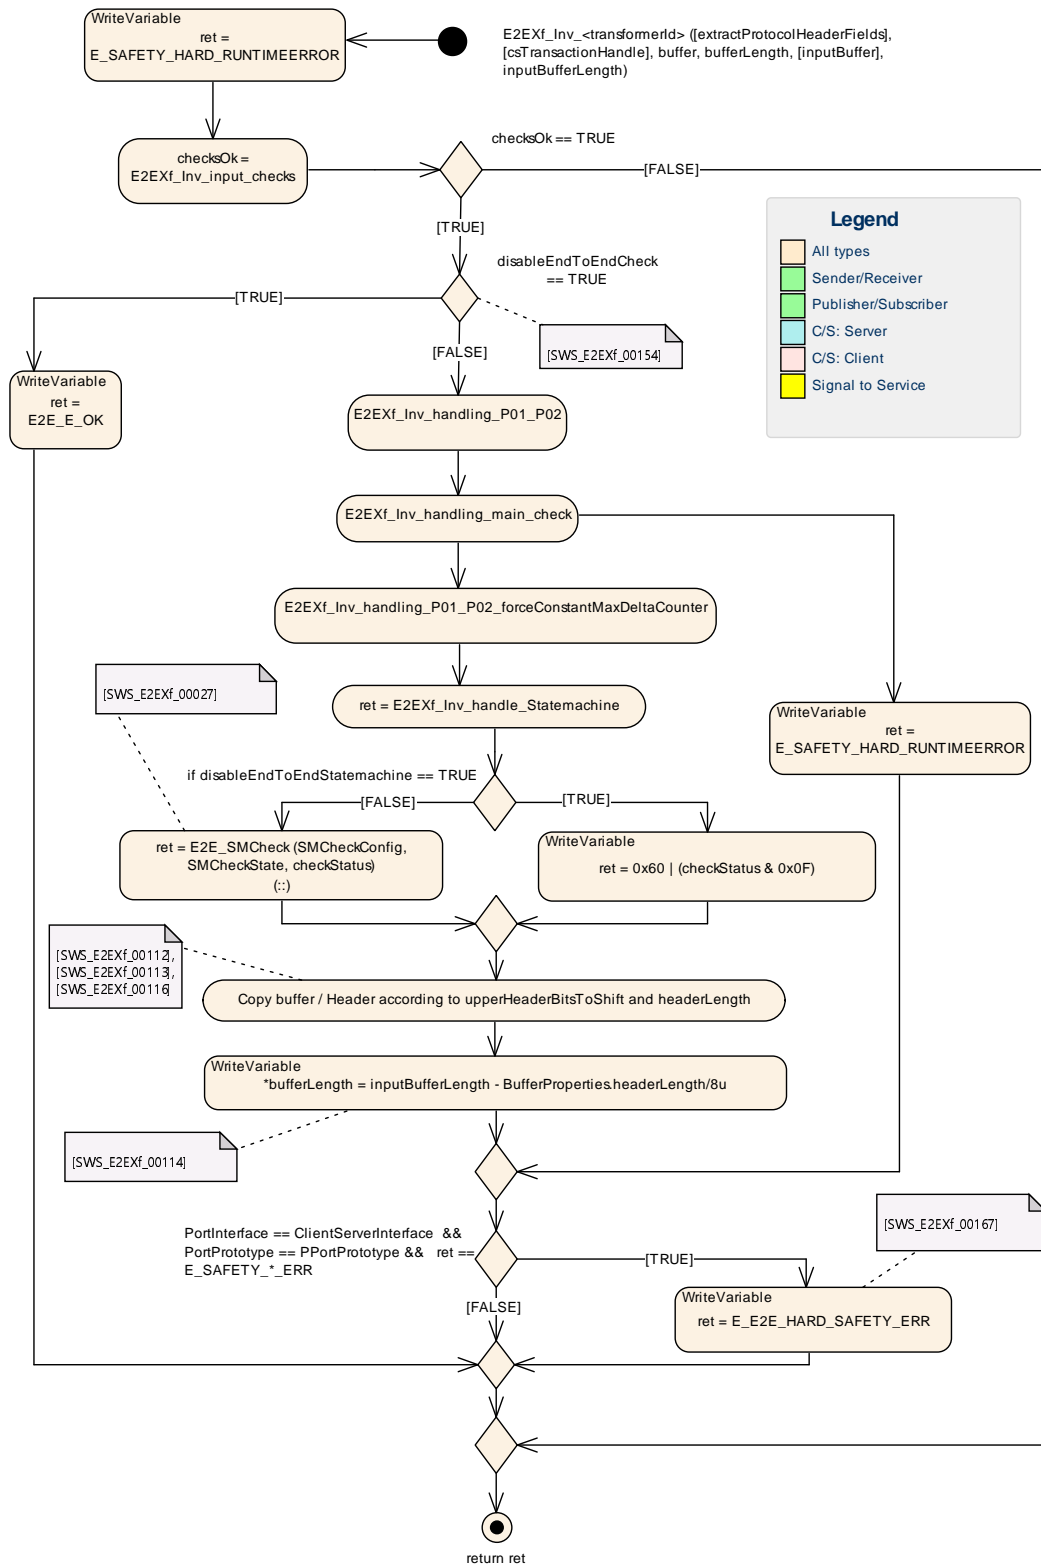 WriteVariable
ret =
E_SAFETY_HARD_RUNTIMEERROR
E2EXf_Inv_<transformerId> ([extractProtocolHeaderFields],
[csTransactionHandle], buffer, bufferLength, [inputBuffer],
inputBufferLength)
checksOk =
E2EXf_Inv_input_checks
checksOk == TRUE
[FALSE]
[TRUE]
Legend
All types
Sender/Receiver
Publisher/Subscriber
C/S: Server
C/S: Client
Signal to Service
disableEndToEndCheck
== TRUE
[TRUE]
[FALSE]
[SWS_E2EXf_00154]
WriteVariable
ret =
E2E_E_OK
E2EXf_Inv_handling_P01_P02
E2EXf_Inv_handling_main_check
E2EXf_Inv_handling_P01_P02_forceConstantMaxDeltaCounter
[SWS_E2EXf_00027]
ret = E2EXf_Inv_handle_Statemachine
WriteVariable
ret =
E_SAFETY_HARD_RUNTIMEERROR
if disableEndToEndStatemachine == TRUE
[FALSE]
[TRUE]
ret = E2E_SMCheck (SMCheckConfig,
SMCheckState, checkStatus)
(::)
WriteVariable
ret = 0x60 | (checkStatus & 0x0F)
[SWS_E2EXf_00112],
[SWS_E2EXf_00113],
[SWS_E2EXf_00116]
Copy buffer / Header according to upperHeaderBitsToShift and headerLength
WriteVariable
*bufferLength = inputBufferLength - BufferProperties.headerLength/8u
[SWS_E2EXf_00114]
PortInterface == ClientServerInterface &&
PortPrototype == PPortPrototype && ret ==
E_SAFETY_*_ERR
[TRUE]
[FALSE]
[SWS_E2EXf_00167]
WriteVariable
ret = E_E2E_HARD_SAFETY_ERR
return ret